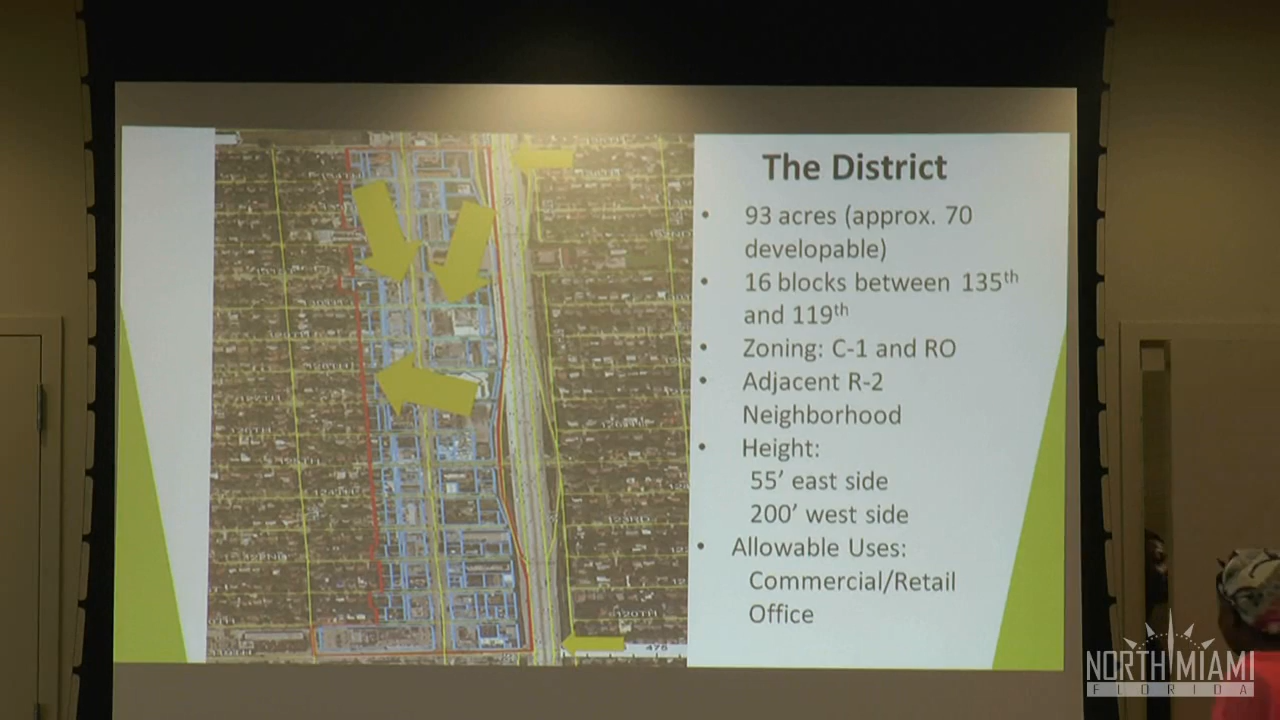 The District
• 93 acres (approx. 70
developable)
• 16 blocks between 135th
and 119th
• Zoning: C-1 and RO
• Adjacent R-2
Neighborhood
• Height:
55' east side
200' west side
• Allowable Uses:
Commercial/Retail
Office
475
NORTH MIAMI
FLORIDA